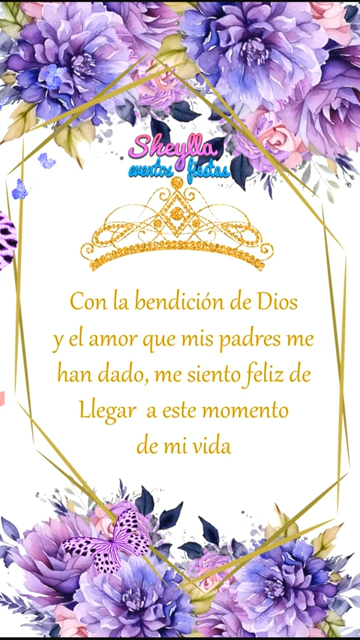 Sheylla
eventos fiestas
Con la bendición de Dios
y el amor que mis padres me
han dado, me siento feliz de
Llegar a este momento
de mi vida